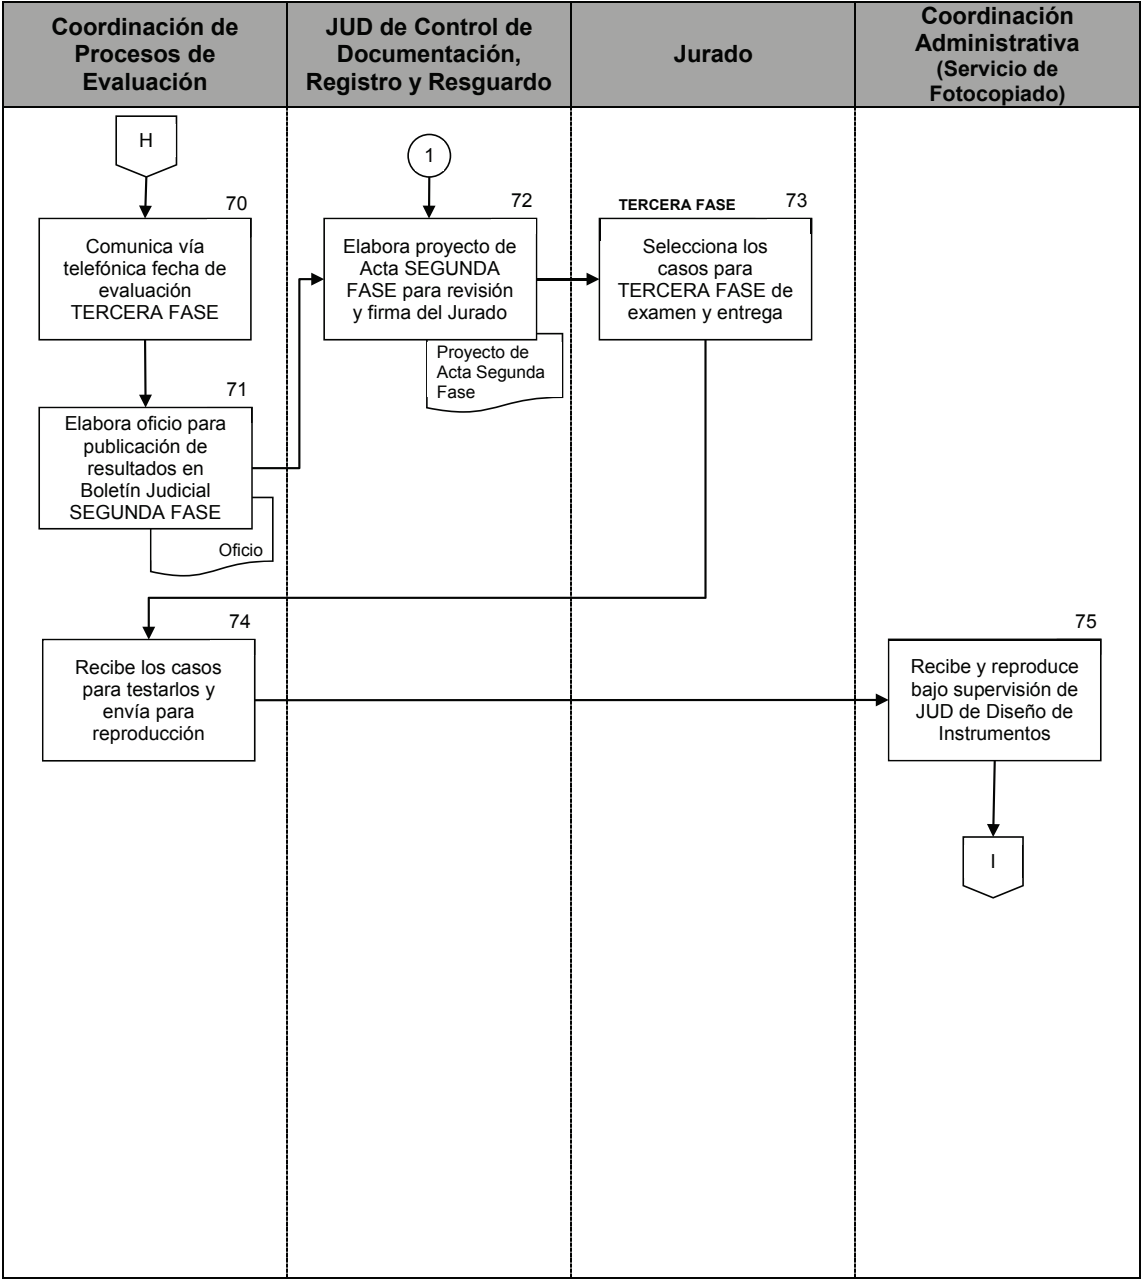 Coordinación de
Procesos de
Evaluación
JUD de Control de
Documentación,
Registro y Resguardo
Jurado
Coordinación
Administrativa
(Servicio de
Fotocopiado)
H
1
70
Comunica vía
telefónica fecha de
evaluación
TERCERA FASE
72
Elabora proyecto de
Acta SEGUNDA
FASE para revisión
y firma del Jurado
Proyecto de
Acta Segunda
Fase
TERCERA FASE
73
Selecciona los
casos para
TERCERA FASE de
examen y entrega
71
Elabora oficio para
publicación de
resultados en
Boletín Judicial
SEGUNDA FASE
Oficio
74
Recibe los casos
para testarlos y
envía para
reproducción
75
Recibe y reproduce
bajo supervisión de
JUD de Diseño de
Instrumentos
I